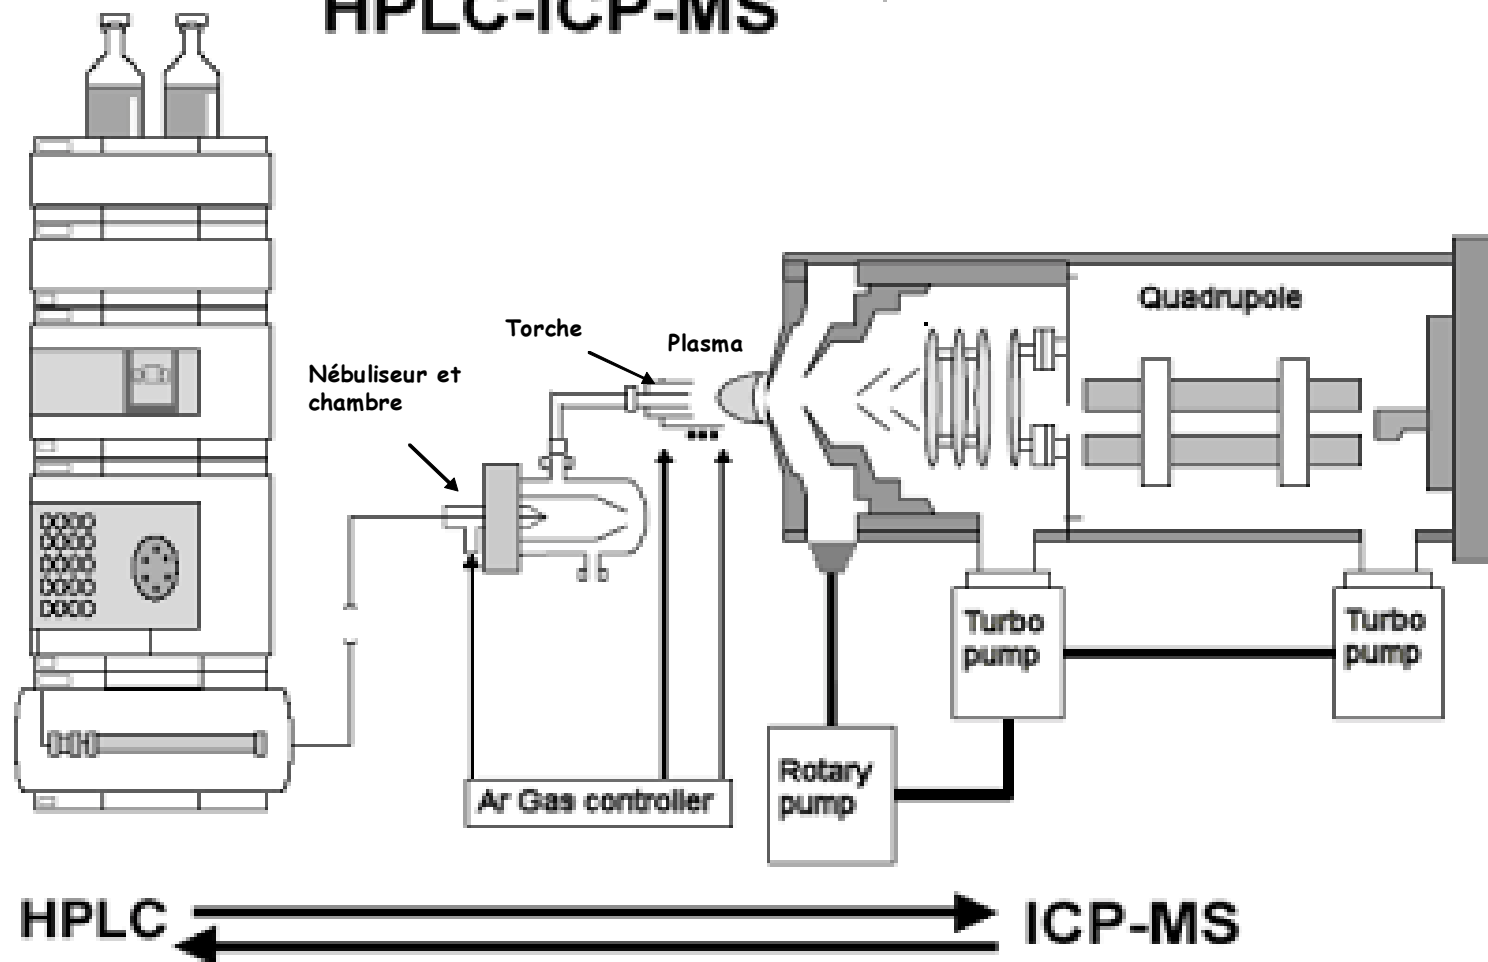 HPLC-ICP-MS
Quadrupole
Torche
Plasma
Nébuliseur et
chambre
Turbo
pump
Turbo
pump
Rotary
pump
Ar Gas controller
HPLC
ICP-MS